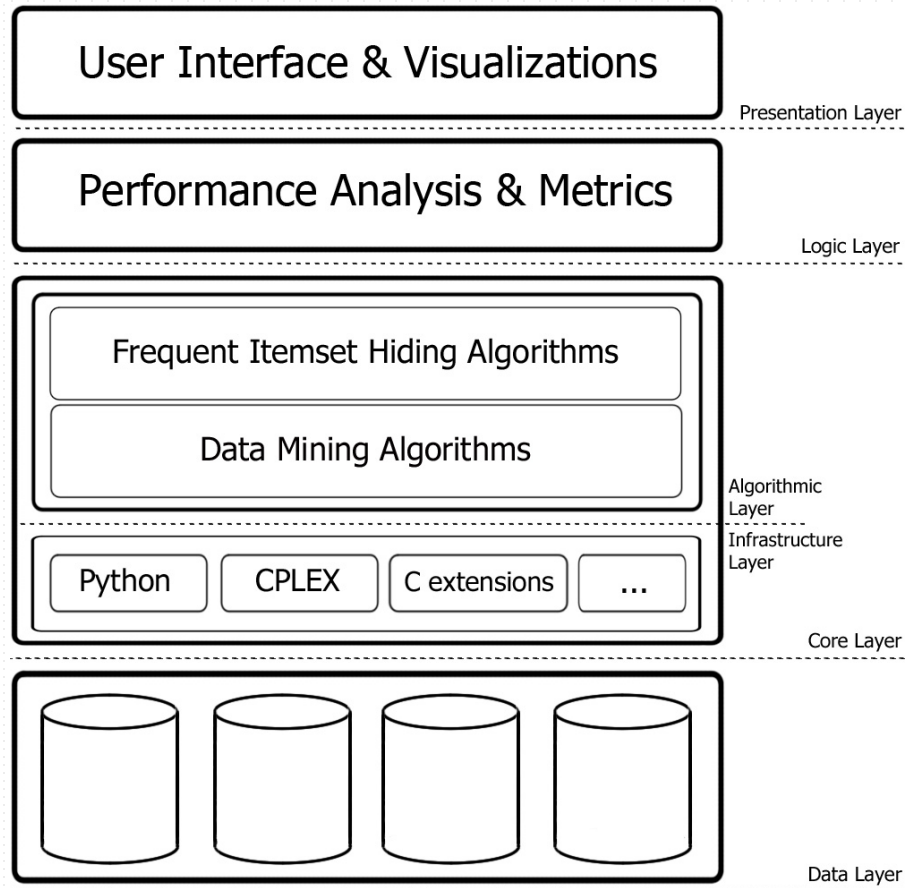 User Interface & Visualizations
Presentation Layer
Performance Analysis & Metrics
Logic Layer
Frequent Itemset Hiding Algorithms
Data Mining Algorithms
Algorithmic
Layer
Infrastructure
Layer
Python
CPLEX
C extensions
...
Core Layer
Data Layer